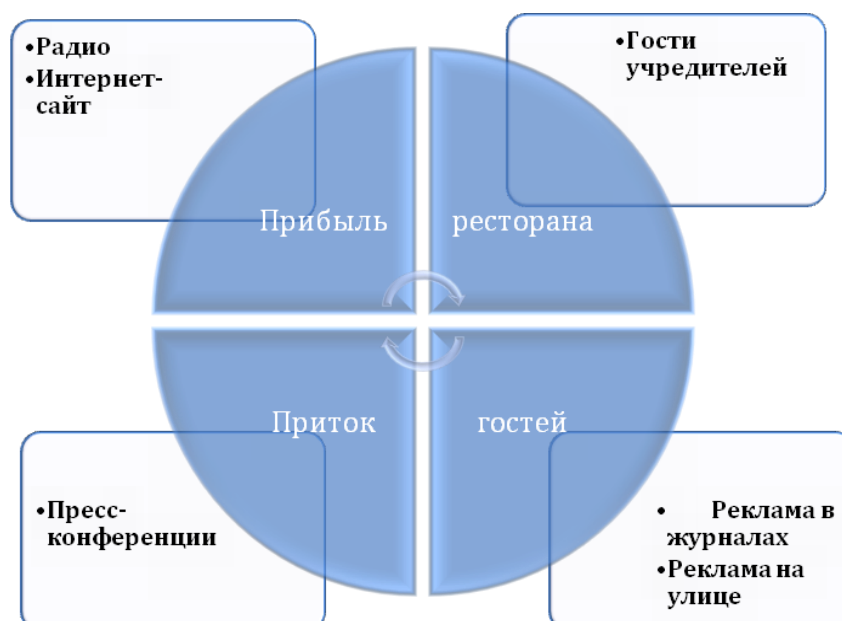 •Радио
•Интернет-
сайт
•Гости
учредителей
Прибыль ресторана
Приток гостей
•Пресс-
конференции
• Реклама в
журналах
•Реклама на
улице